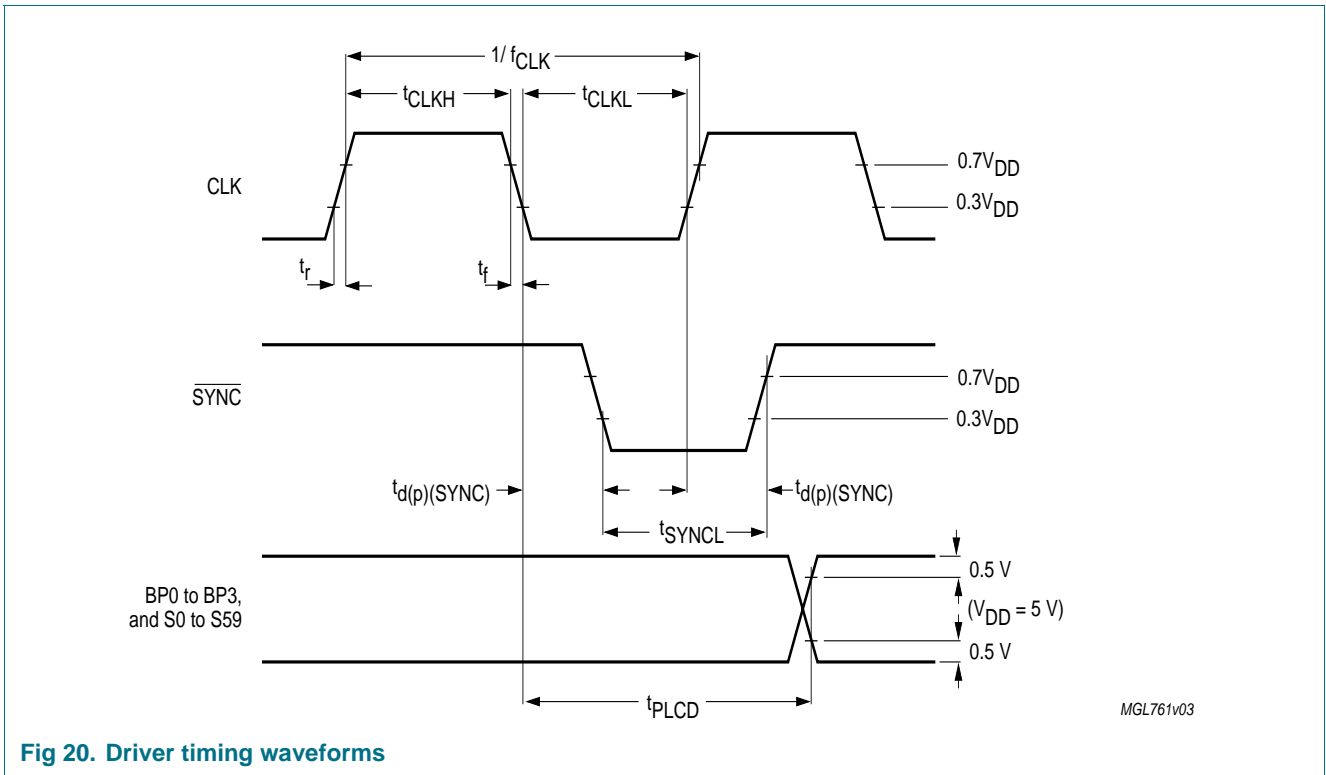 1/ fCLK
tCLKH
tCLKL
0.7VDD
CLK
0.3VDD
tr
tf
0.7VDD
SYNC
0.3VDD
td(p)(SYNC)
td(p)(SYNC)
tSYNCL
0.5 V
BP0 to BP3,
and S0 to S59
(VDD = 5 V)
0.5 V
tPLCD
MGL761v03
Fig 20. Driver timing waveforms